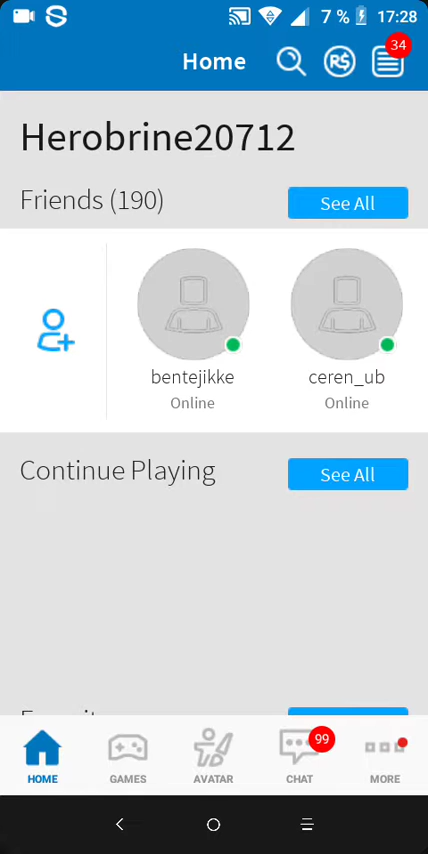 7 % 17:28
Home
R$
34
Herobrine20712
Friends (190)
See All
bentejikke
ceren_ub
Online
Online
Continue Playing
See All
99
HOME
GAMES
AVATAR
CHAT
MORE